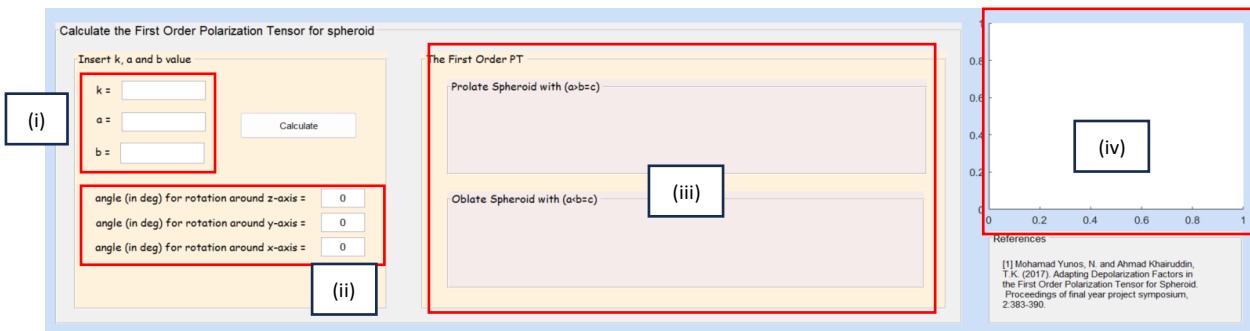 Calculate the First Order Polarization Tensor for spheroid
Insert k, a and b value
k =
a =
b =
Calculate
(i)
angle (in deg) for rotation around z-axis = 0
angle (in deg) for rotation around y-axis = 0
angle (in deg) for rotation around x-axis = 0
(ii)
The First Order PT
Prolate Spheroid with (a>b=c)
Oblate Spheroid with (a<b=c)
(iii)
1
0.8
0.6
0.4
0.2
0
0 0.2 0.4 0.6 0.8 1
(iv)
References
[1] Mohamad Yunos, N. and Ahmad Khairuddin,
T.K. (2017). Adapting Depolarization Factors in
the First Order Polarization Tensor for Spheroid.
Proceedings of final year project symposium,
2:383-390.